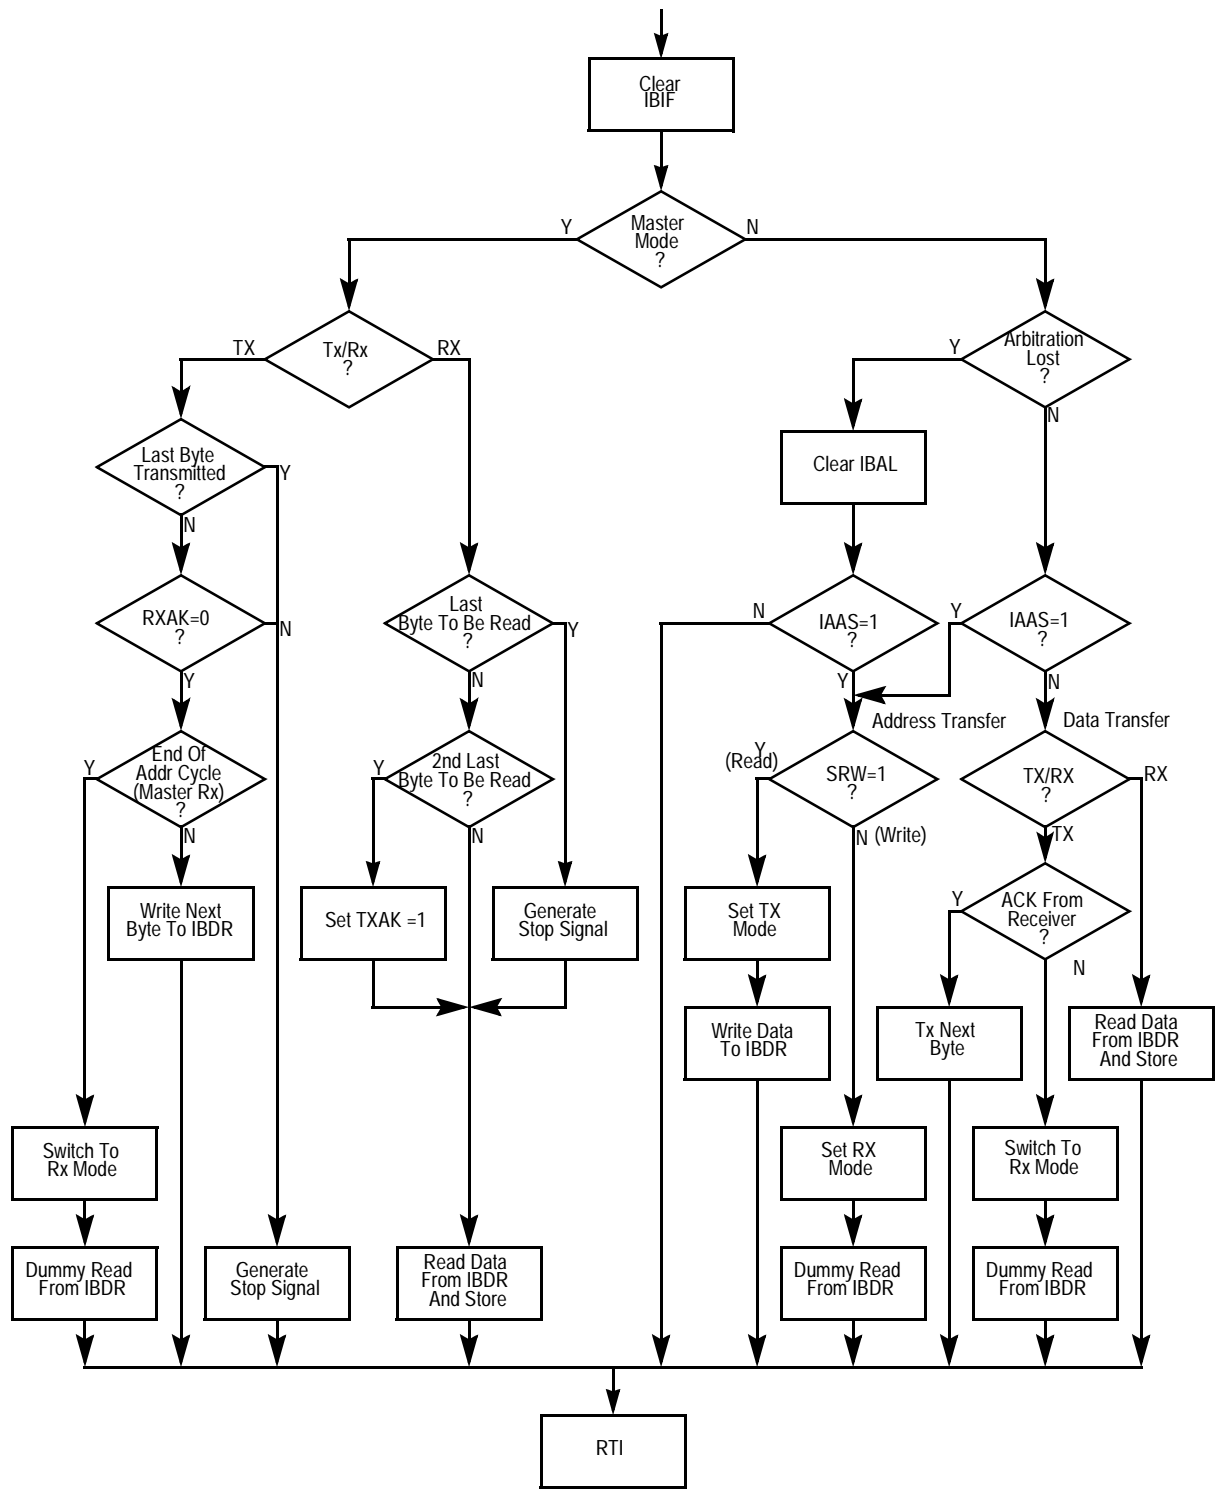 Clear
IBIF
Y
Master
Mode
?
N
TX
Tx/Rx
?
RX
Y
Arbitration
Lost
?
N
Last Byte
Transmitted
?
Y
N
Clear IBAL
RXAK=0
?
N
Y
Last
Byte To Be Read
?
Y
N
N
IAAS=1
?
Y
Y
IAAS=1
?
N
Address Transfer
Data Transfer
Y
End Of
Addr Cycle
(Master Rx)
?
N
Y
2nd Last
Byte To Be Read
?
N
Y
(Read)
SRW=1
?
N (Write)
TX/RX
?
RX
TX
Write Next
Byte To IBDR
Set TXAK =1
Generate
Stop Signal
Set TX
Mode
Y
ACK From
Receiver
?
N
Write Data
To IBDR
Tx Next
Byte
Read Data
From IBDR
And Store
Switch To
Rx Mode
Set RX
Mode
Switch To
Rx Mode
Dummy Read
From IBDR
Generate
Stop Signal
Read Data
From IBDR
And Store
Dummy Read
From IBDR
Dummy Read
From IBDR
RTI